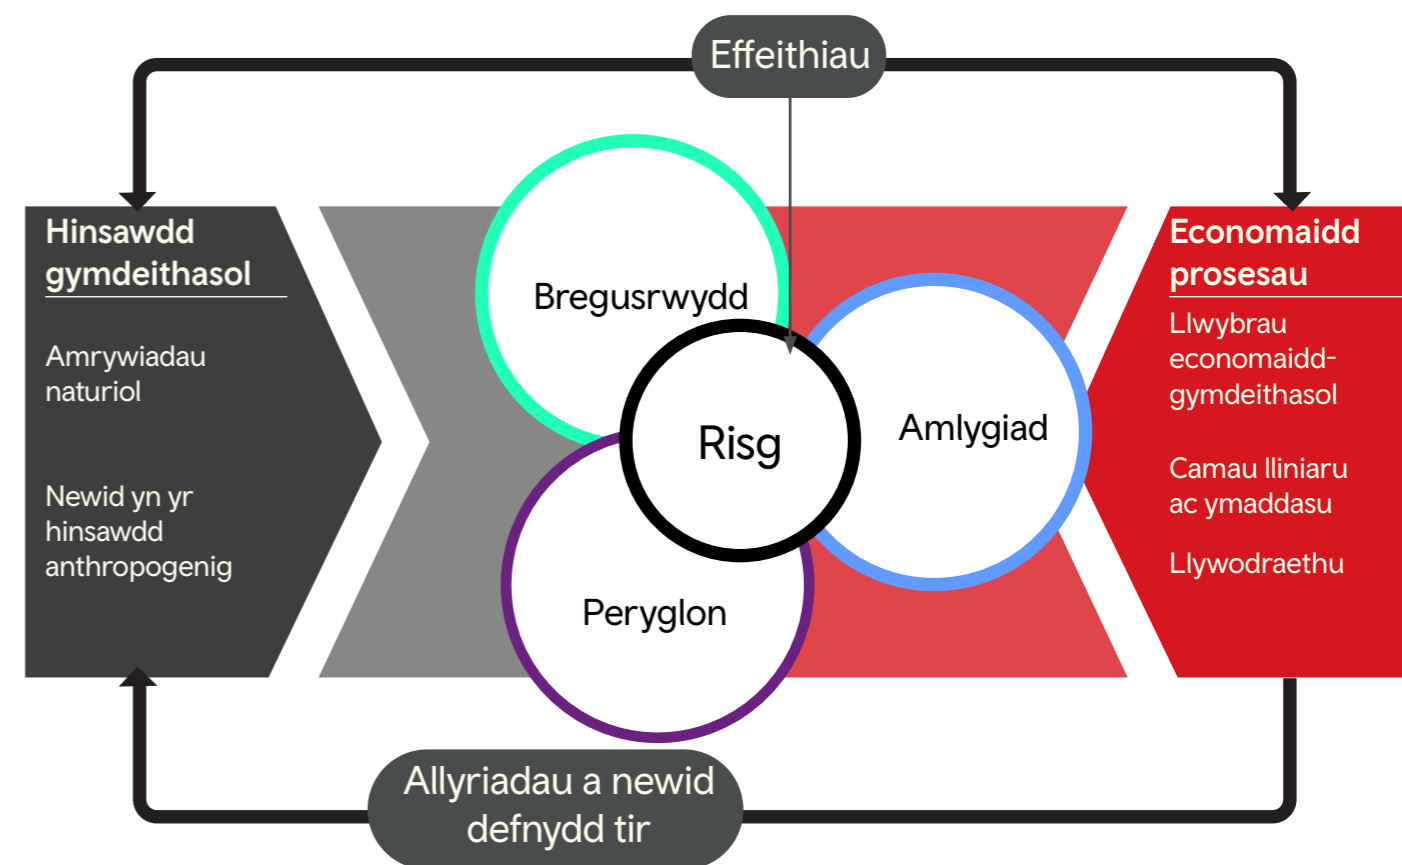 Effeithiau
Hinsawdd
gymdeithasol
Amrywiadau
naturiol
Newid yn yr
hinsawdd
anthropogenig
Bregusrwydd
Risg
Amlygiad
Peryglon
Economaidd
prosesau
Llwybrau
economaidd-
gymdeithasol
Camau lliniaru
ac ymaddasu
Llywodraethu
Allyriadau a newid
defnydd tir